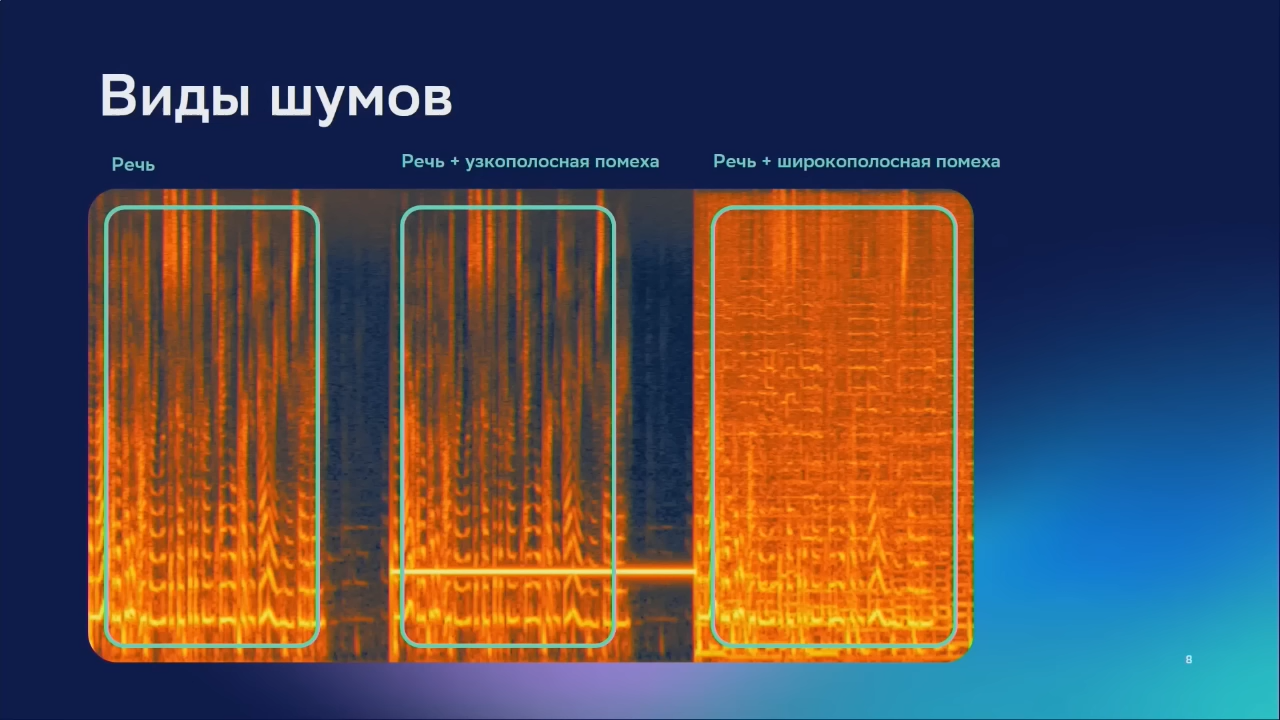 Виды шумов
Речь
Речь + узкополосная помеха
Речь + широкополосная помеха
8